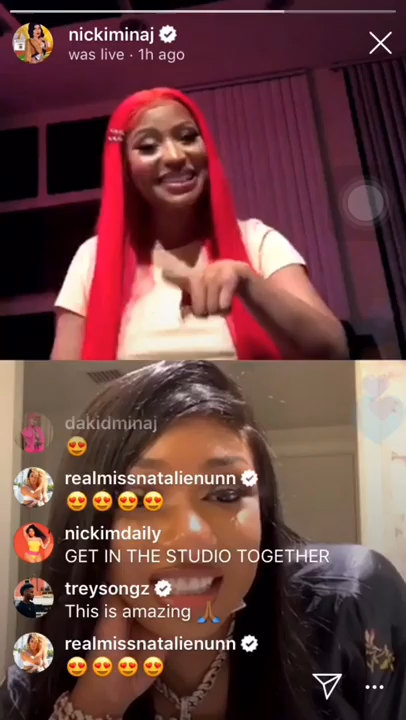 nickiminaj
was live · 1h ago
dakidminaj
😍
realmissnatalienunn
😍😍😍😍
nickimdaily
GET IN THE STUDIO TOGETHER
treysongz
This is amazing 🙏🏾
realmissnatalienunn
😍😍😍😍